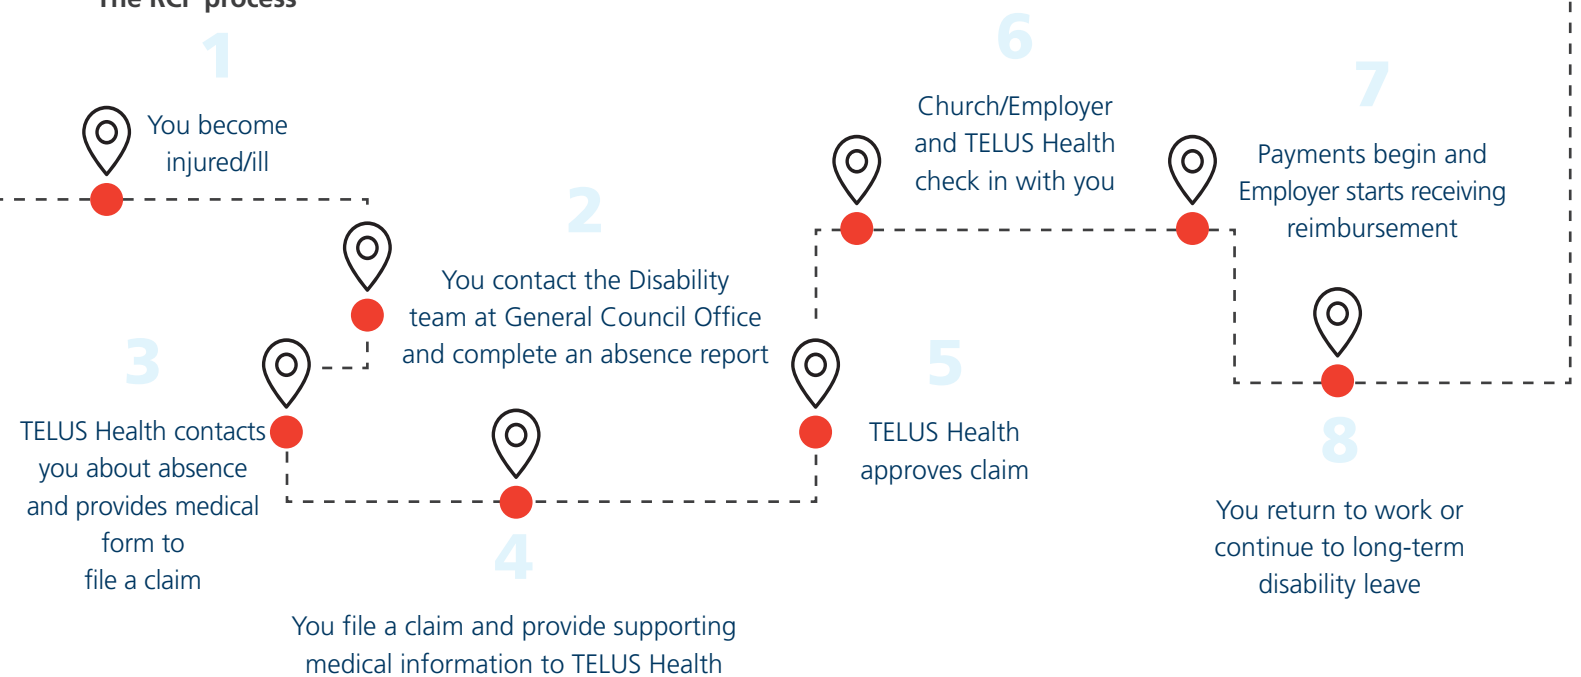 The RCP process
1
You become
injured/ill
2
You contact the Disability
team at General Council Office
and complete an absence report
3
TELUS Health contacts
you about absence
and provides medical
form to
file a claim
4
You file a claim and provide supporting
medical information to TELUS Health
5
TELUS Health
approves claim
6
Church/Employer
and TELUS Health
check in with you
7
Payments begin and
Employer starts receiving
reimbursement
8
You return to work or
continue to long-term
disability leave